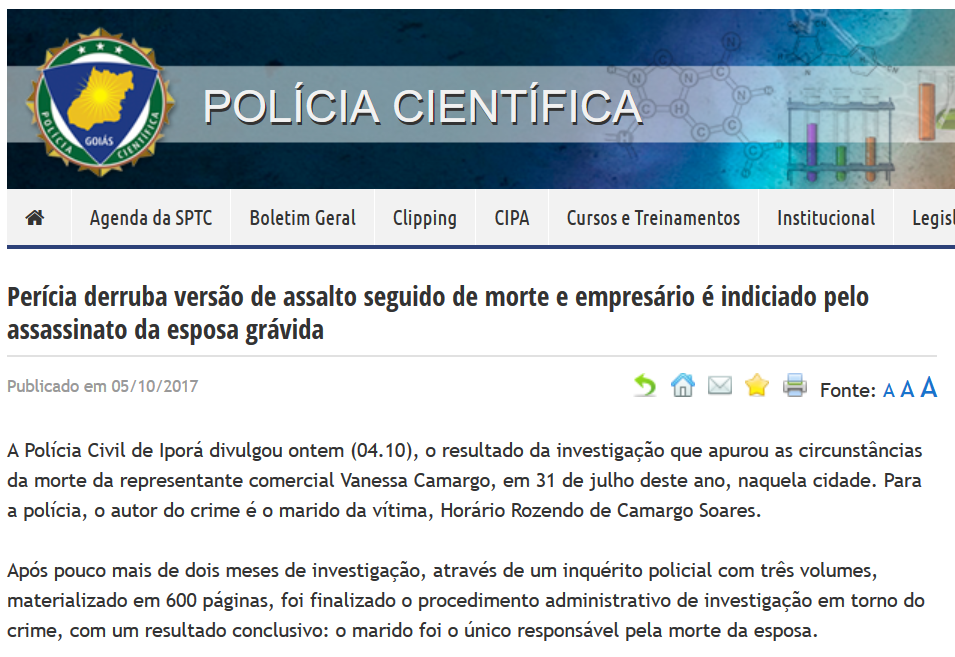 POLÍCIA CIENTÍFICA
GOIÁS
POLÍCIA CIENTÍFICA
Agenda da SPTC Boletim Geral Clipping CIPA Cursos e Treinamentos Institucional Legisl
Perícia derruba versão de assalto seguido de morte e empresário é indiciado pelo
assassinato da esposa grávida
Publicado em 05/10/2017 Fonte: A A A
A Polícia Civil de Iporá divulgou ontem (04.10), o resultado da investigação que apurou as circunstâncias
da morte da representante comercial Vanessa Camargo, em 31 de julho deste ano, naquela cidade. Para
a polícia, o autor do crime é o marido da vítima, Horário Rozendo de Camargo Soares.
Após pouco mais de dois meses de investigação, através de um inquérito policial com três volumes,
materializado em 600 páginas, foi finalizado o procedimento administrativo de investigação em torno do
crime, com um resultado conclusivo: o marido foi o único responsável pela morte da esposa.